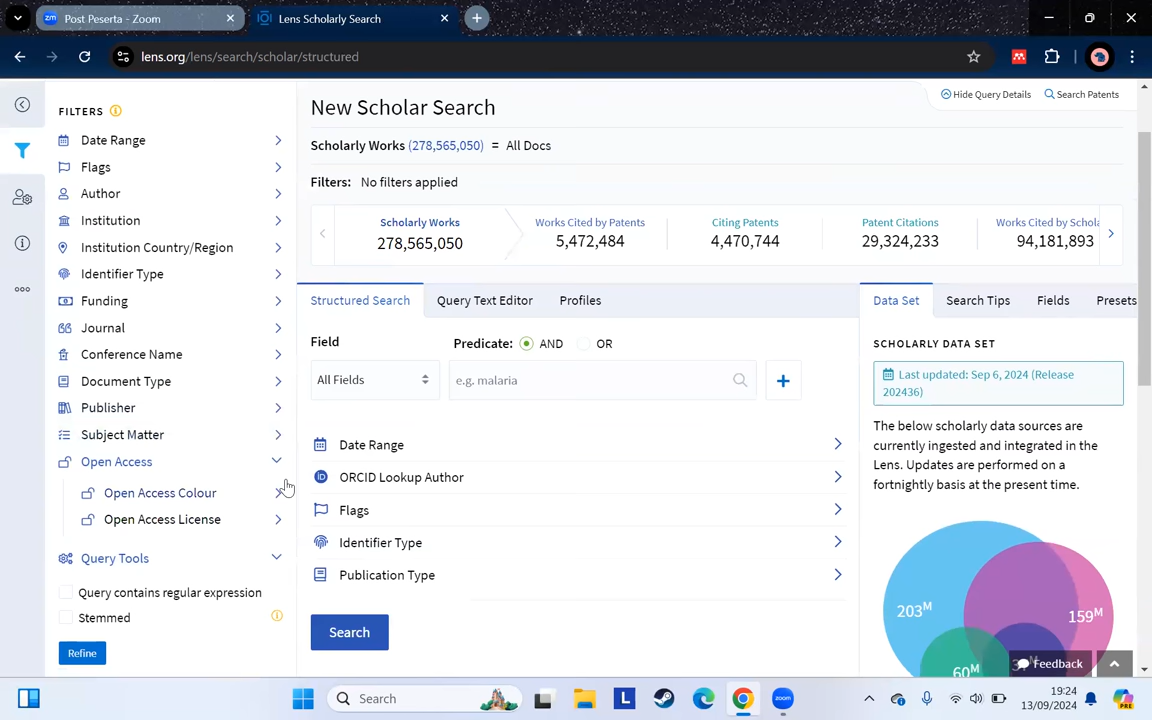 Post Peserta - Zoom
Lens Scholarly Search
lens.org/lens/search/scholar/structured
FILTERS
Date Range
Flags
Author
Institution
Institution Country/Region
Identifier Type
Funding
Journal
Conference Name
Document Type
Publisher
Subject Matter
Open Access
Open Access Colour
Open Access License
Query Tools
Query contains regular expression
Stemmed
Refine
New Scholar Search
Hide Query Details Search Patents
Scholarly Works (278,565,050) = All Docs
Filters: No filters applied
Scholarly Works
278,565,050
Works Cited by Patents
5,472,484
Citing Patents
4,470,744
Patent Citations
29,324,233
Works Cited by Schola
94,181,893
Structured Search Query Text Editor Profiles
Field
Predicate: AND OR
All Fields
e.g. malaria
Date Range
ORCID Lookup Author
Flags
Identifier Type
Publication Type
Search
Data Set Search Tips Fields Presets
SCHOLARLY DATA SET
Last updated: Sep 6, 2024 (Release
202436)
The below scholarly data sources are
currently ingested and integrated in the
Lens. Updates are performed on a
fortnightly basis at the present time.
203M
159M
60M
Feedback
Search
19:24
13/09/2024
PRE